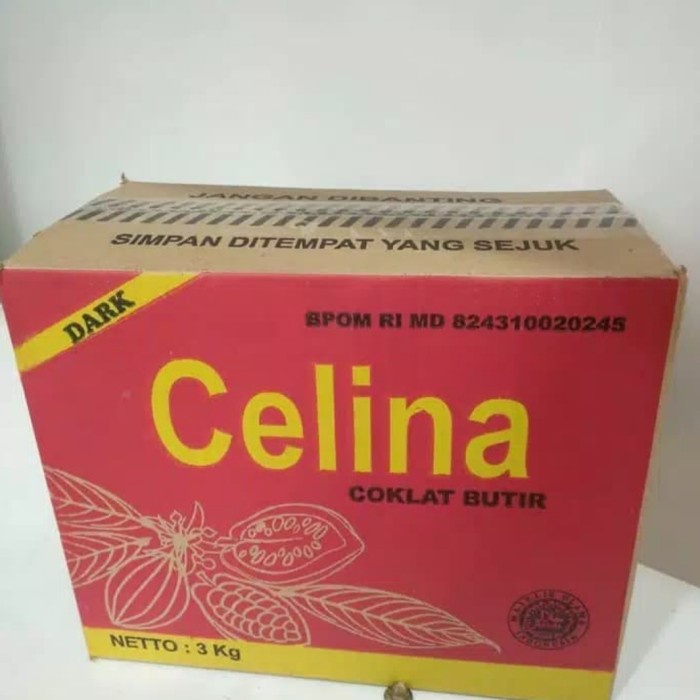 JANGAN DIBANTING
SIMPAN DITEMPAT YANG SEJUK
DARK
BPOM RI MD 824310020245
Celina
COKLAT BUTIR
NETTO : 3 Kg